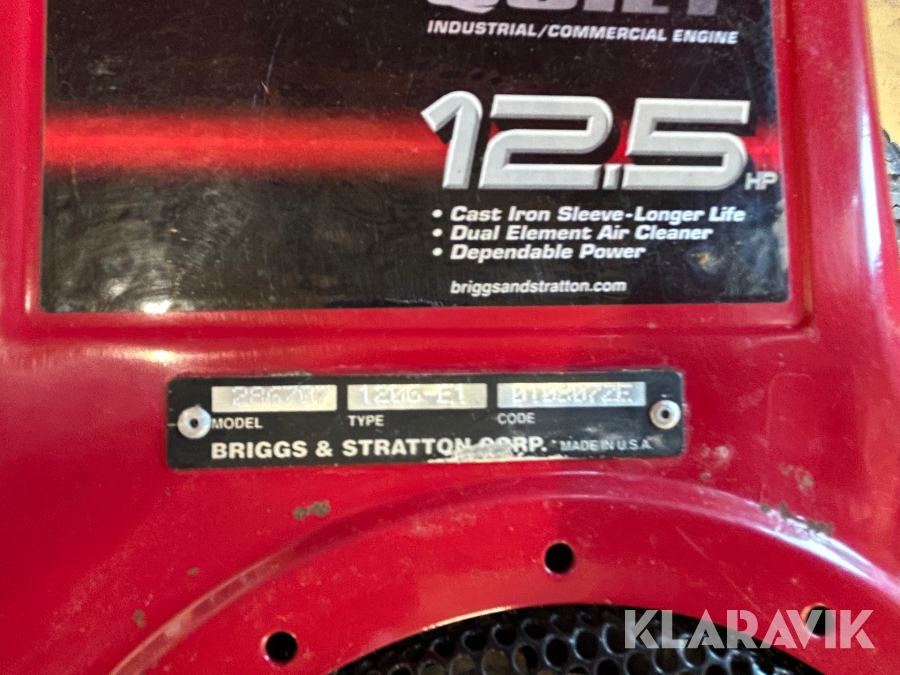 INDUSTRIAL/COMMERCIAL ENGINE
12.5 HP
• Cast Iron Sleeve-Longer Life
• Dual Element Air Cleaner
• Dependable Power
briggsandstratton.com
MODEL TYPE CODE
BRIGGS & STRATTON CORP. MADE IN U.S.A.
KLARAVIK